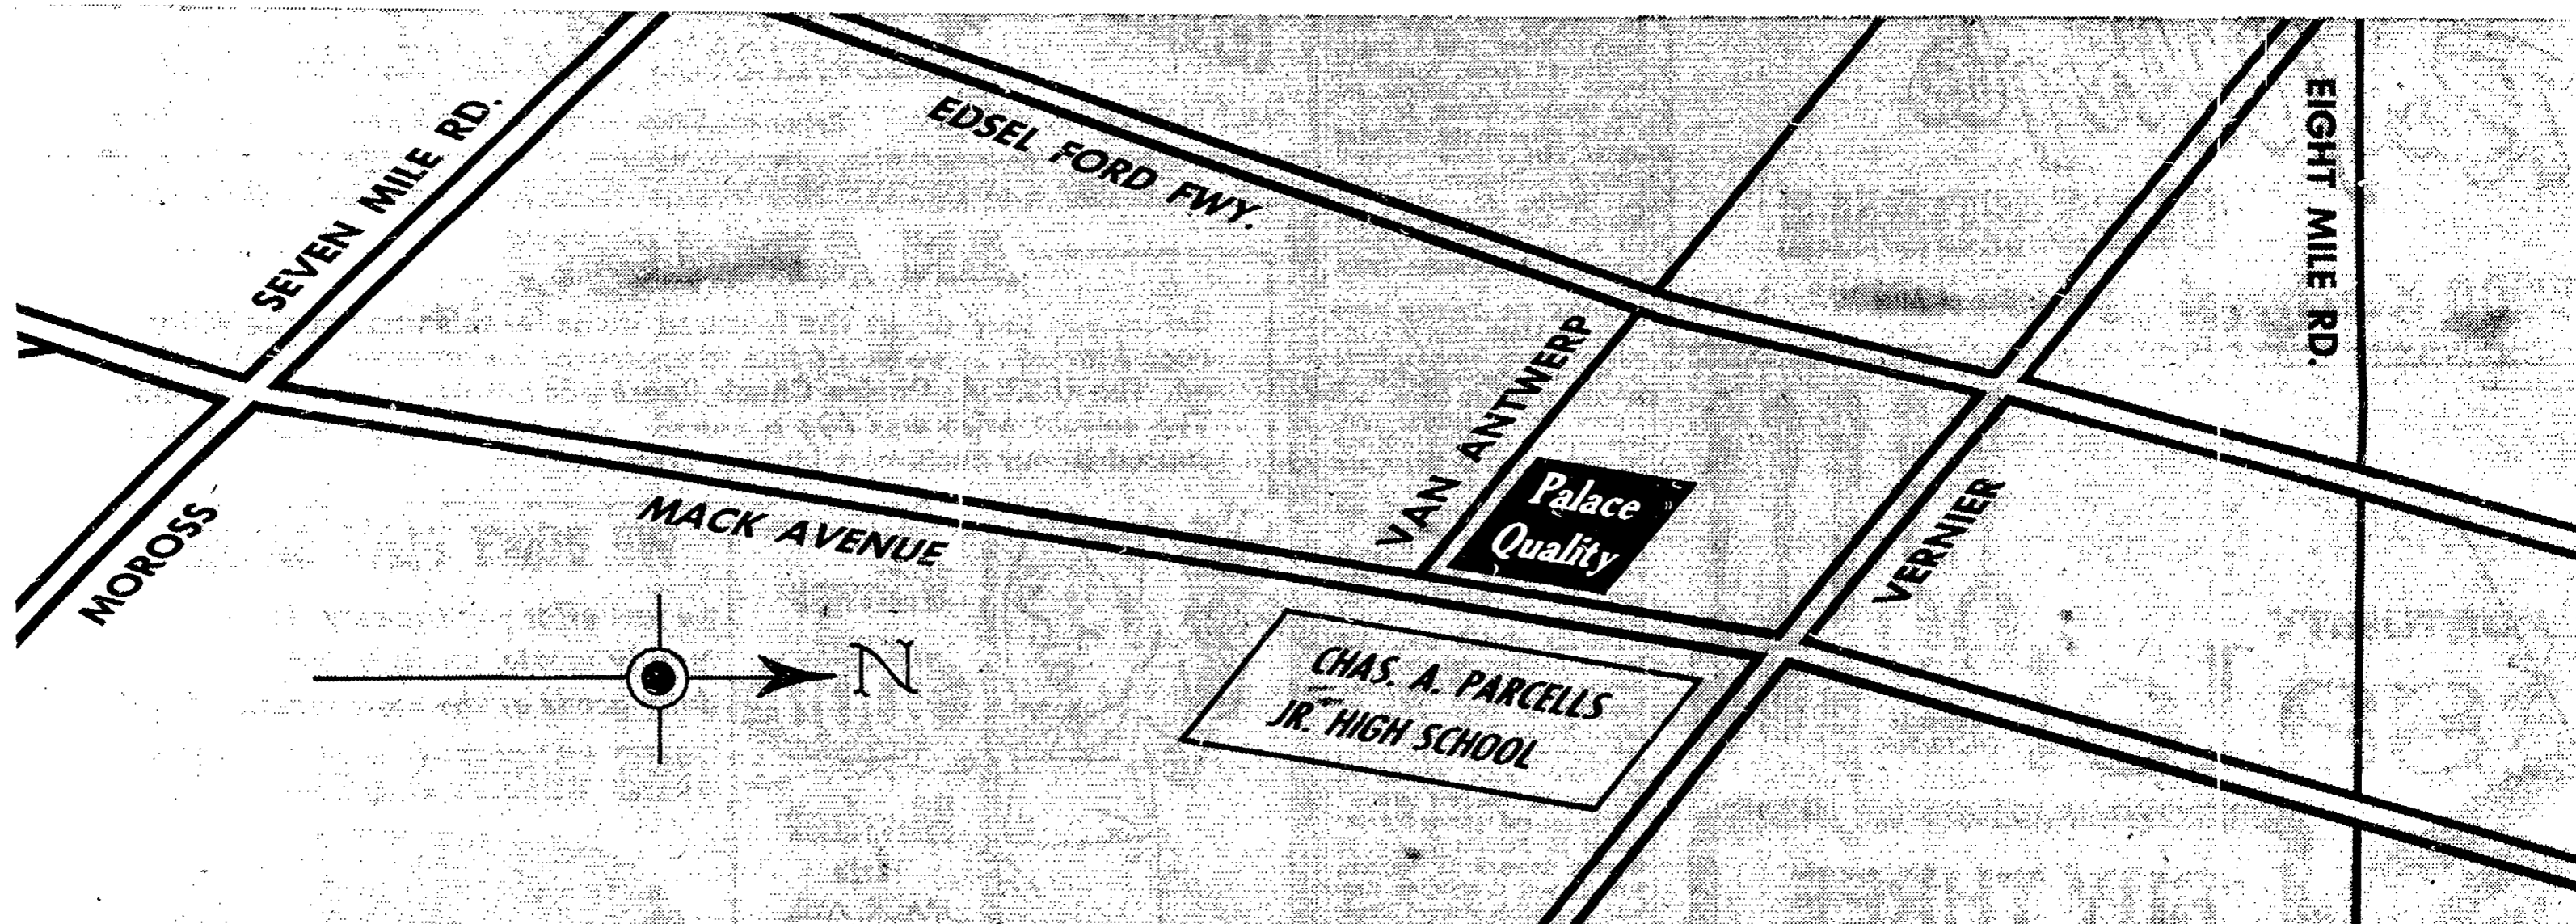 SEVEN MILE RD.
EDSEL FORD FWY.
EIGHT MILE RD.
VAN ANTWERP
Palace
Quality
VERNIER
MOROSS
MACK AVENUE
N
CHAS. A. PARCELLS
JR. HIGH SCHOOL